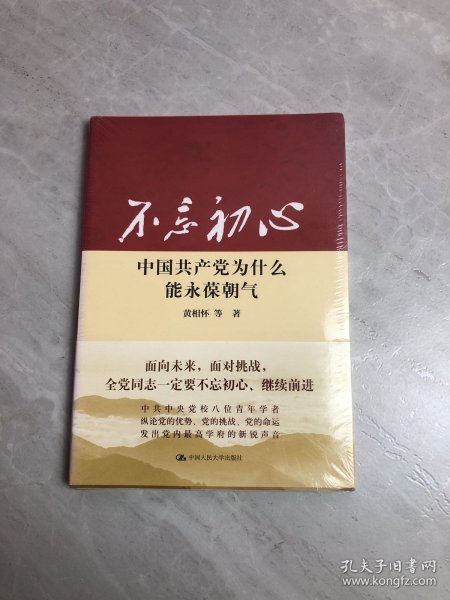 不忘初心
中国共产党为什么
能永葆朝气
黄相怀 等 著
面向未来，面对挑战，
全党同志一定要不忘初心、继续前进
中共中央党校八位青年学者
纵论党的优势、党的挑战、党的命运
发出党内最高学府的新锐声音
中国人民大学出版社
孔夫子旧书网
www.kongfz.com